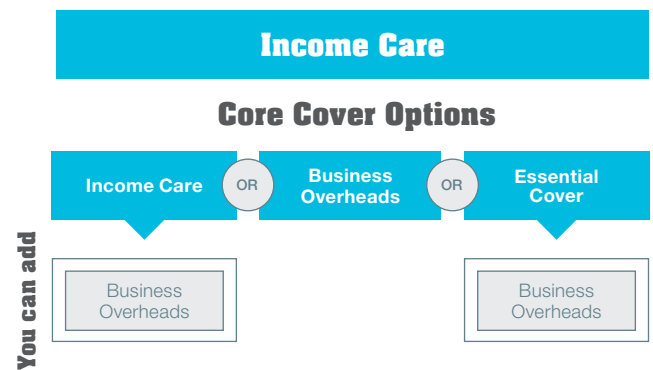 Income Care
Core Cover Options
Income Care
OR
Business
Overheads
OR
Essential
Cover
You can add
Business
Overheads
Business
Overheads